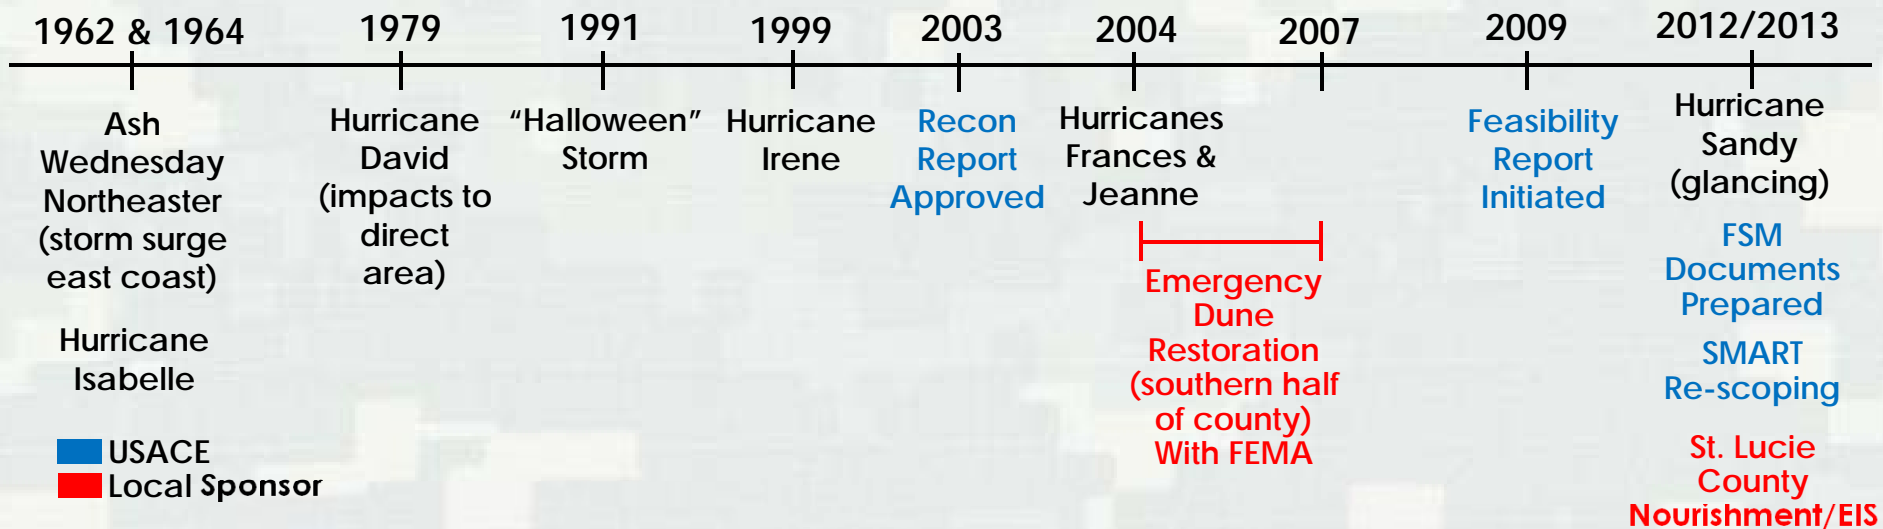 1962 & 1964
1979
1991
1999
2003
2004
2007
2009
2012/2013
Ash
Wednesday
Northeaster
(storm surge
east coast)
Hurricane
Isabelle
Hurricane
David
(impacts to
direct
area)
“Halloween”
Storm
Hurricane
Irene
Recon
Report
Approved
Hurricanes
Frances &
Jeanne
Emergency
Dune
Restoration
(southern half
of county)
With FEMA
Feasibility
Report
Initiated
Hurricane
Sandy
(glancing)
FSM
Documents
Prepared
SMART
Re-scoping
St. Lucie
County
Nourishment/EIS
USACE
Local Sponsor